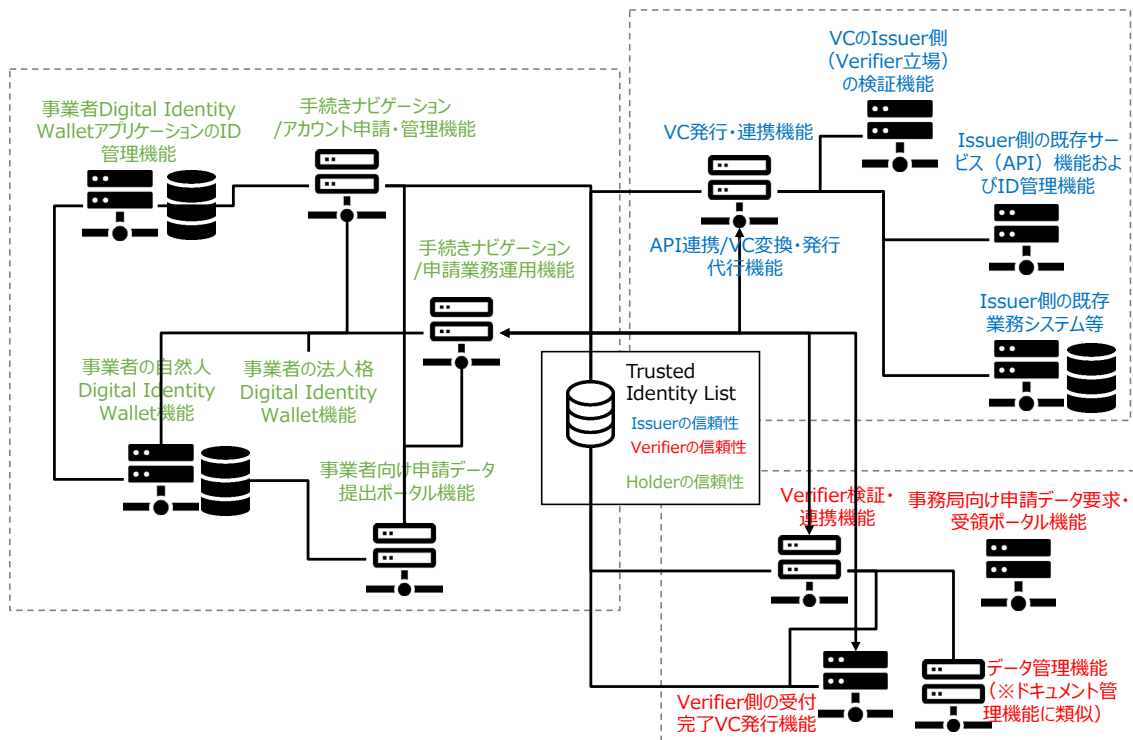 事業者Digital Identity
WalletアプリケーションのID
管理機能
手続きナビゲーション
/アカウント申請・管理機能
手続きナビゲーション
/申請業務運用機能
事業者の自然人
Digital Identity
Wallet機能
事業者の法人格
Digital Identity
Wallet機能
事業者向け申請データ
提出ポータル機能
VCのIssuer側
（Verifier立場）
の検証機能
VC発行・連携機能
Issuer側の既存サー
ビス（API）機能およ
びID管理機能
API連携/VC変換・発行
代行機能
Issuer側の既存
業務システム等
Trusted
Identity List
Issuerの信頼性
Verifierの信頼性
Holderの信頼性
Verifier検証・
連携機能
事務局向け申請データ要求・
受領ポータル機能
Verifier側の受付
完了VC発行機能
データ管理機能
（※ドキュメント管
理機能に類似）